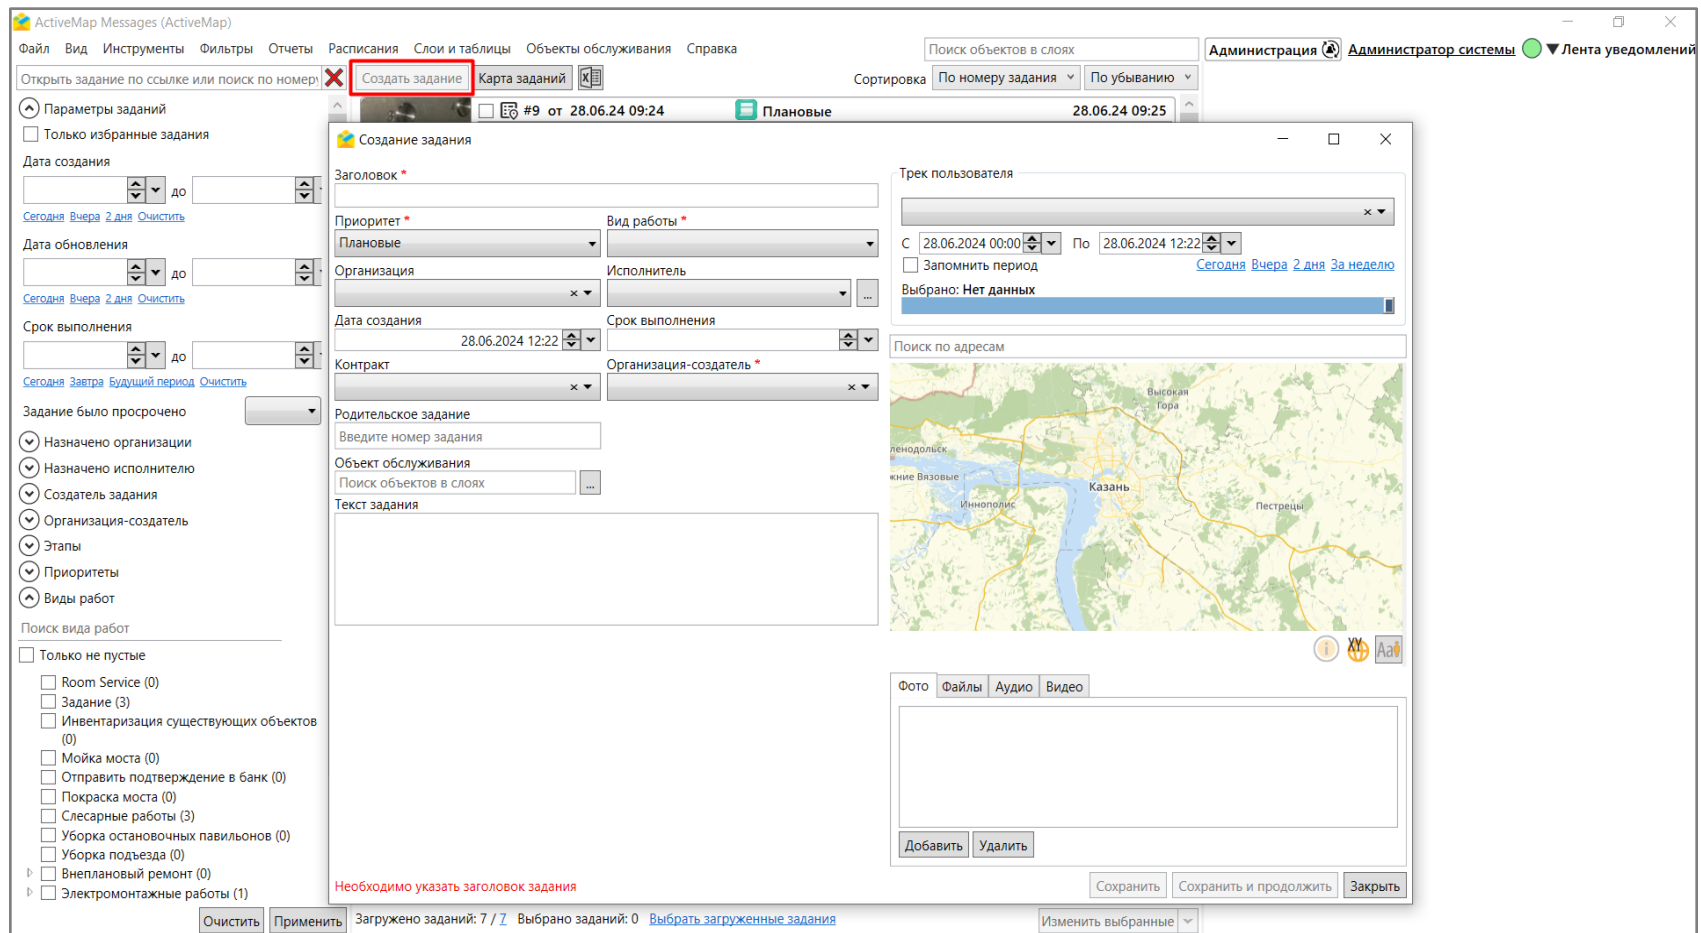 ActiveMap Messages (ActiveMap)
Файл Вид Инструменты Фильтры Отчеты Расписания Слои и таблицы Объекты обслуживания Справка
Поиск объектов в слоях
Администрация Администратор системы Лента уведомлений
Открыть задание по ссылке или поиск по номеру
Создать задание Карта заданий
Сортировка По номеру задания По убыванию
Параметры заданий
Только избранные задания
Дата создания
до
Сегодня Вчера 2 дня Очистить
Дата обновления
до
Сегодня Вчера 2 дня Очистить
Срок выполнения
до
Сегодня Завтра Будущий период Очистить
Задание было просрочено
Назначено организации
Назначено исполнителю
Создатель задания
Организация-создатель
Этапы
Приоритеты
Виды работ
Поиск вида работ
Только не пустые
Room Service (0)
Задание (3)
Инвентаризация существующих объектов
(0)
Мойка моста (0)
Отправить подтверждение в банк (0)
Покраска моста (0)
Слесарные работы (3)
Уборка остановочных павильонов (0)
Уборка подъезда (0)
Внеплановый ремонт (0)
Электромонтажные работы (1)
Очистить Применить
#9 от 28.06.24 09:24 Плановые 28.06.24 09:25
Создание задания
Заголовок *
Приоритет * Вид работы *
Плановые
Организация Исполнитель
...
Дата создания Срок выполнения
28.06.2024 12:22
Контракт Организация-создатель *
Родительское задание
Введите номер задания
Объект обслуживания
Поиск объектов в слоях ...
Текст задания
Необходимо указать заголовок задания
Трек пользователя
С 28.06.2024 00:00 По 28.06.2024 12:22
Запомнить период Сегодня Вчера 2 дня За неделю
Выбрано: Нет данных
Поиск по адресам
Высокая
Гора
ленодольск
жние Вязовые
Казань
Иннополис
Пестрецы
XY Aa
Фото Файлы Аудио Видео
Добавить Удалить
Сохранить Сохранить и продолжить Закрыть
Загружено заданий: 7 / 7 Выбрано заданий: 0 Выбрать загруженные задания
Изменить выбранные